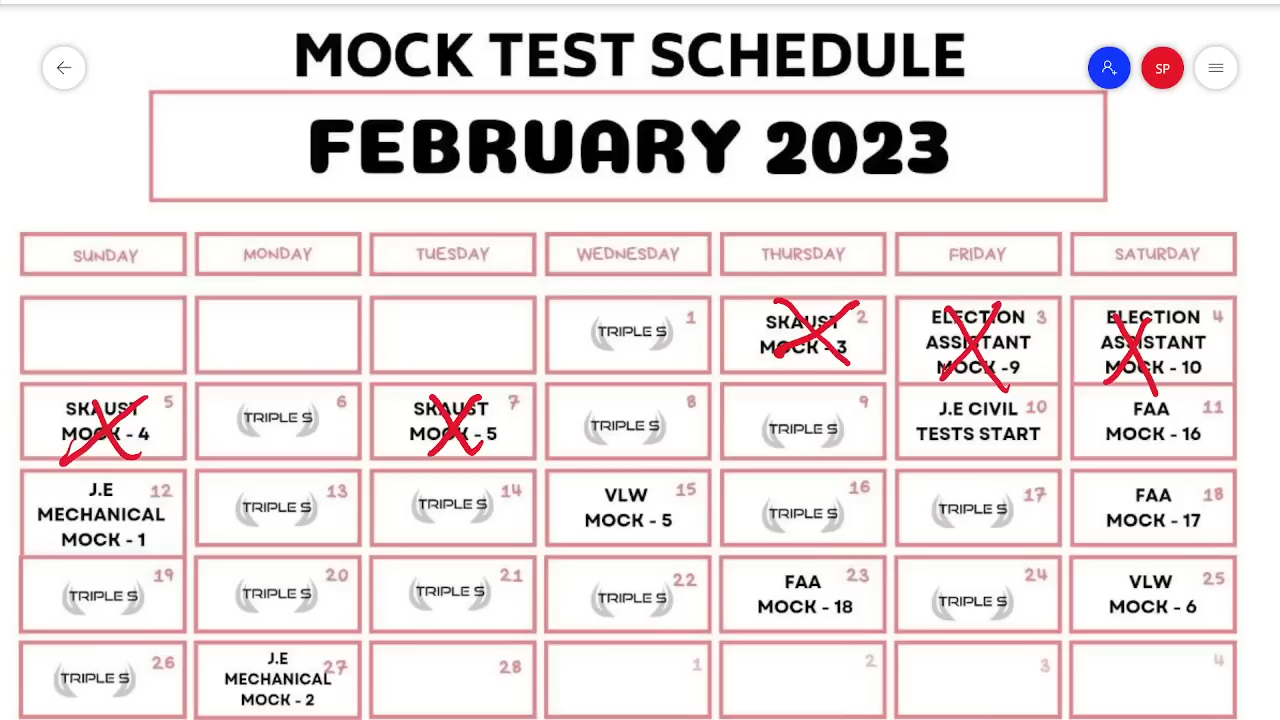 MOCK TEST SCHEDULE
SP
FEBRUARY 2023
SUNDAY MONDAY TUESDAY WEDNESDAY THURSDAY FRIDAY SATURDAY
TRIPLE S 1
SKAUST 2
MOCK - 3
ELECTION 3
ASSISTANT
MOCK -9
ELECTION 4
ASSISTANT
MOCK - 10
SKAUST 5
MOCK - 4
TRIPLE S 6
SKAUST 7
MOCK - 5
TRIPLE S 8
TRIPLE S 9
J.E CIVIL 10
TESTS START
FAA 11
MOCK - 16
J.E 12
MECHANICAL
MOCK - 1
TRIPLE S 13
TRIPLE S 14
VLW 15
MOCK - 5
TRIPLE S 16
TRIPLE S 17
FAA 18
MOCK - 17
TRIPLE S 19
TRIPLE S 20
TRIPLE S 21
TRIPLE S 22
FAA 23
MOCK - 18
TRIPLE S 24
VLW 25
MOCK - 6
TRIPLE S 26
J.E 27
MECHANICAL
MOCK - 2
28
1
2
3
4